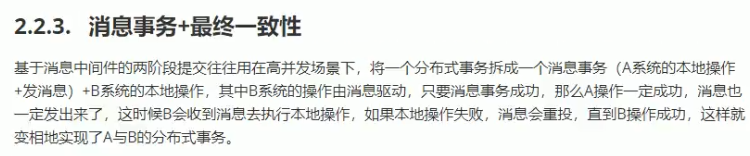 2.2.3. 消息事务+最终一致性
基于消息中间件的两阶段提交往往用在高并发场景下，将一个分布式事务拆成一个消息事务（A系统的本地操作
+发消息）+B系统的本地操作，其中B系统的操作由消息驱动，只要消息事务成功，那么A操作一定成功，消息也
一定发出来了，这时候B会收到消息去执行本地操作，如果本地操作失败，消息会重投，直到B操作成功，这样就
变相地实现了A与B的分布式事务。